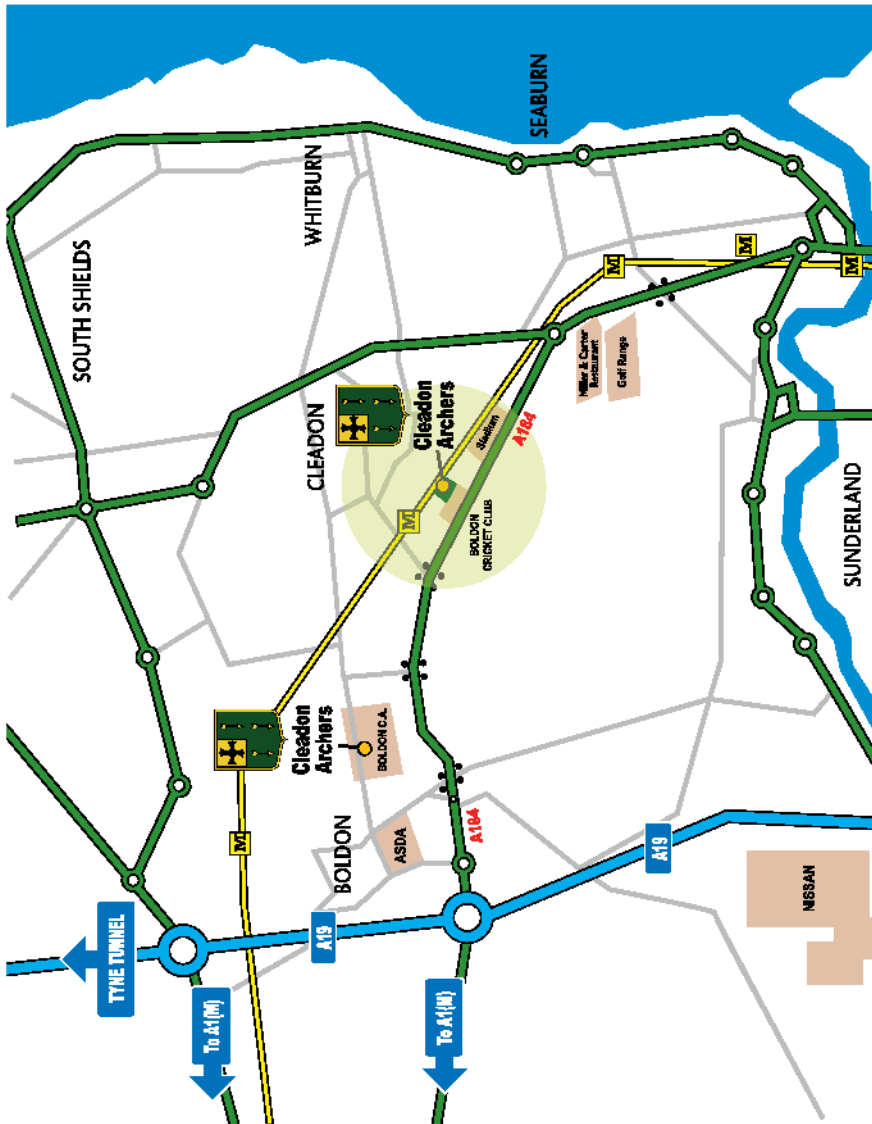 SOUTH SHIELDS
WHITBURN
SEABURN
CLEADON
Cleadon
Archers
M
M
M
M
M
Stadium
A184
BOLDON
CRICKET CLUB
Miller & Carter
Restaurant
Golf Range
Cleadon
Archers
BOLDON C.A.
BOLDON
ASDA
A184
SUNDERLAND
TYNE TUNNEL
A19
A19
NISSAN
To A1(M)
To A1(M)